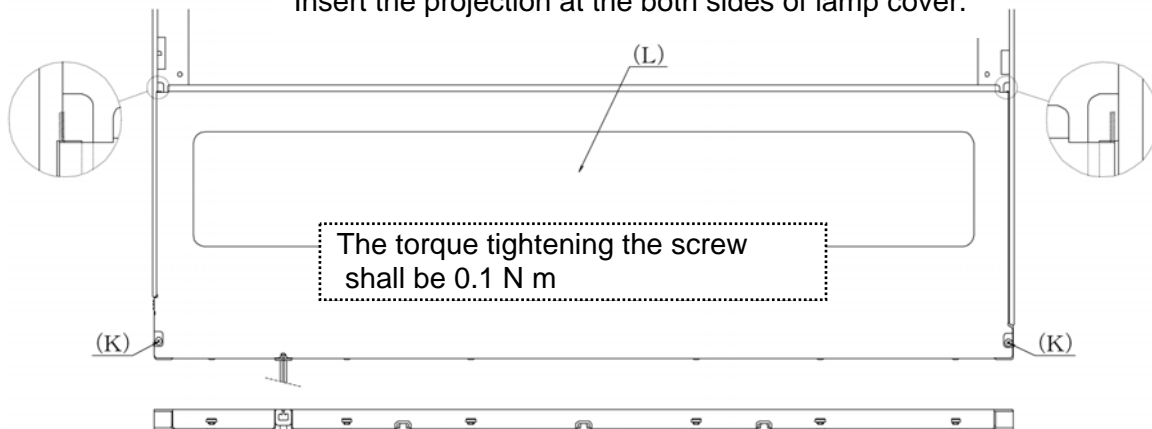 Insert the projection at the both sides of lamp cover.
(L)
The torque tightening the screw
shall be 0.1 N m
(K)
(K)